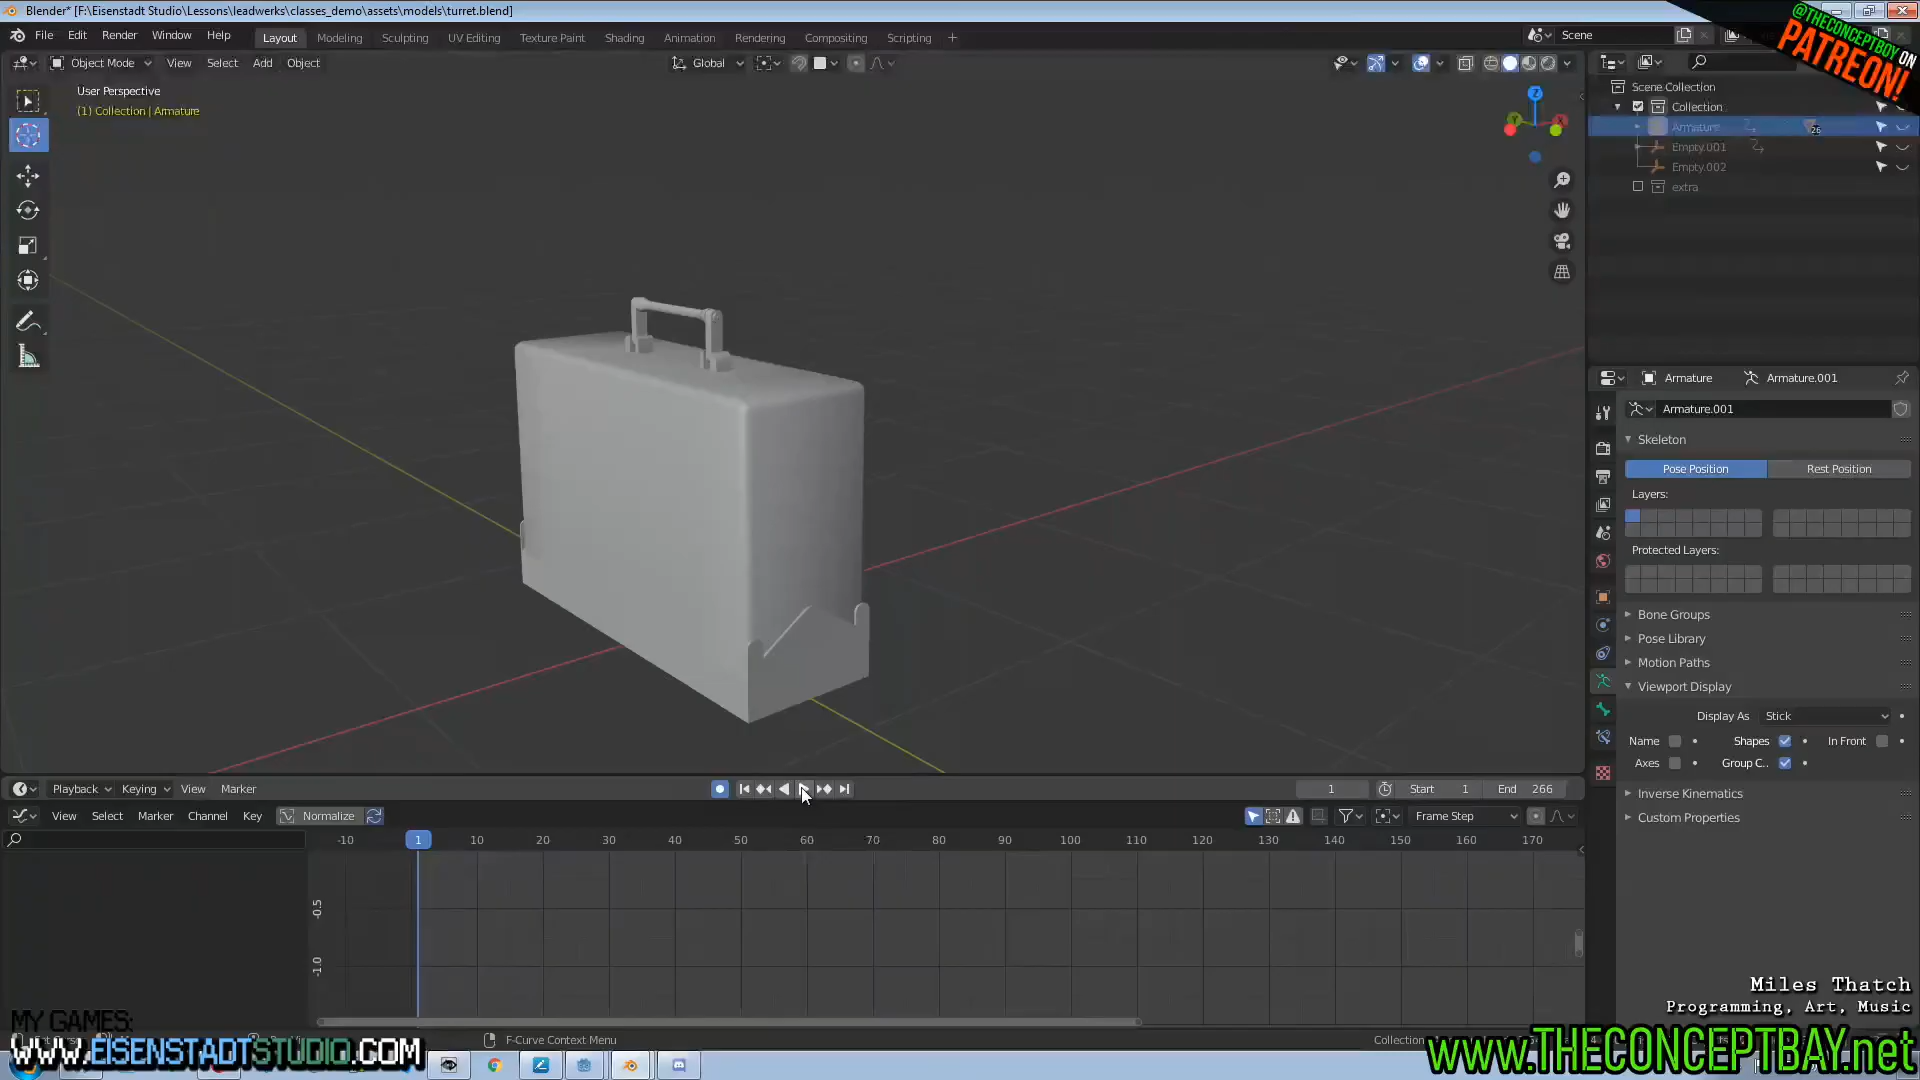 Blender* [F:\Eisenstadt Studio\Lessons\leadwerks\classes_demo\assets\models\turret.blend]
File Edit Render Window Help
Layout Modeling Sculpting UV Editing Texture Paint Shading Animation Rendering Compositing Scripting +
Scene
@THECONCEPTBOY ON
PATREON!
Object Mode View Select Add Object
Global
User Perspective
(1) Collection | Armature
Z
Y
X
Scene Collection
Collection
Armature
26
Empty.001
Empty.002
extra
Armature Armature.001
Armature.001
Skeleton
Pose Position Rest Position
Layers:
Protected Layers:
Bone Groups
Pose Library
Motion Paths
Viewport Display
Display As Stick
Name Shapes In Front
Axes Group C..
Inverse Kinematics
Custom Properties
Playback Keying View Marker
1 Start 1 End 266
View Select Marker Channel Key Normalize
Frame Step
-10 1 10 20 30 40 50 60 70 80 90 100 110 120 130 140 150 160 170
-0.5
-1.0
Miles Thatch
Programming, Art, Music
MY GAMES:
WWW.EISENSTADTSTUDIO.COM
F-Curve Context Menu
WWW.THECONCEPTBAY.net